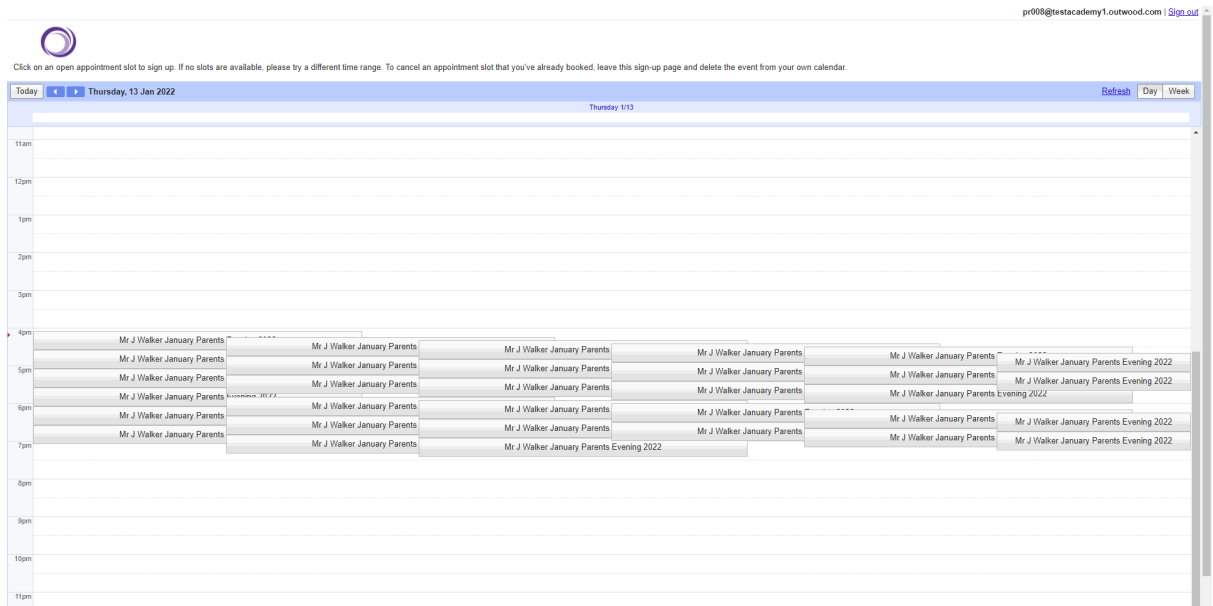 pr008@testacademy1.outwood.com | Sign out
Click on an open appointment slot to sign up. If no slots are available, please try a different time range. To cancel an appointment slot that you've already booked, leave this sign-up page and delete the event from your own calendar.
Today Thursday, 13 Jan 2022 Refresh Day Week
Thursday 1/13
11am
12pm
1pm
2pm
3pm
4pm
5pm
6pm
7pm
8pm
9pm
10pm
11pm
Mr J Walker January Parents
Mr J Walker January Parents
Mr J Walker January Parents
Mr J Walker January Parents Evening 2022
Mr J Walker January Parents
Mr J Walker January Parents
Mr J Walker January Parents
Mr J Walker January Parents
Mr J Walker January Parents
Mr J Walker January Parents
Mr J Walker January Parents
Mr J Walker January Parents
Mr J Walker January Parents
Mr J Walker January Parents
Mr J Walker January Parents
Mr J Walker January Parents
Mr J Walker January Parents
Mr J Walker January Parents Evening 2022
Mr J Walker January Parents
Mr J Walker January Parents
Mr J Walker January Parents
Mr J Walker January Parents
Mr J Walker January Parents
Mr J Walker January Parents
Mr J Walker January Parents
Mr J Walker January Parents Evening 2022
Mr J Walker January Parents
Mr J Walker January Parents
Mr J Walker January Parents Evening 2022
Mr J Walker January Parents Evening 2022
Mr J Walker January Parents Evening 2022
Mr J Walker January Parents Evening 2022